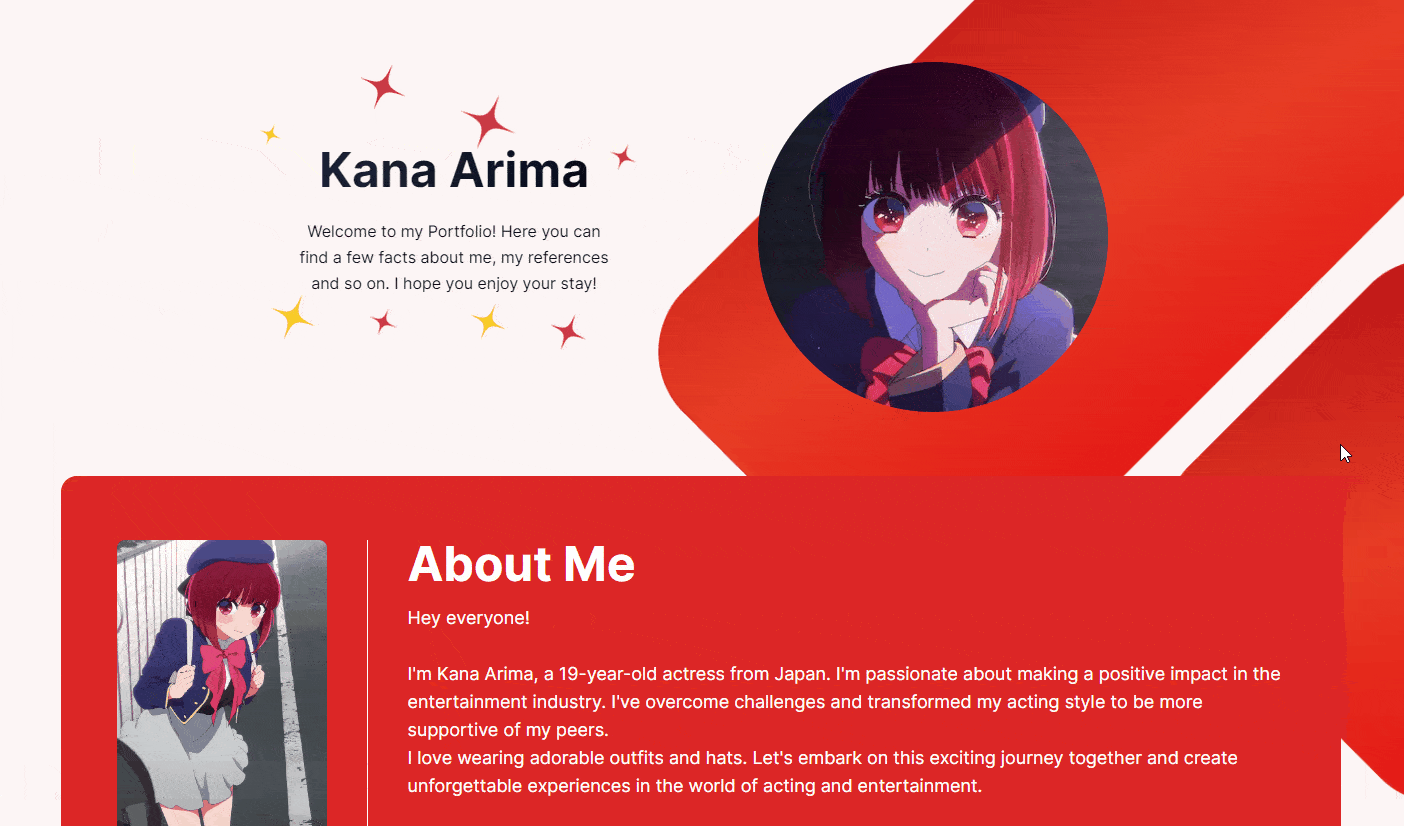 Kana Arima
Welcome to my Portfolio! Here you can
find a few facts about me, my references
and so on. I hope you enjoy your stay!
About Me
Hey everyone!
I'm Kana Arima, a 19-year-old actress from Japan. I'm passionate about making a positive impact in the
entertainment industry. I've overcome challenges and transformed my acting style to be more
supportive of my peers.
I love wearing adorable outfits and hats. Let's embark on this exciting journey together and create
unforgettable experiences in the world of acting and entertainment.